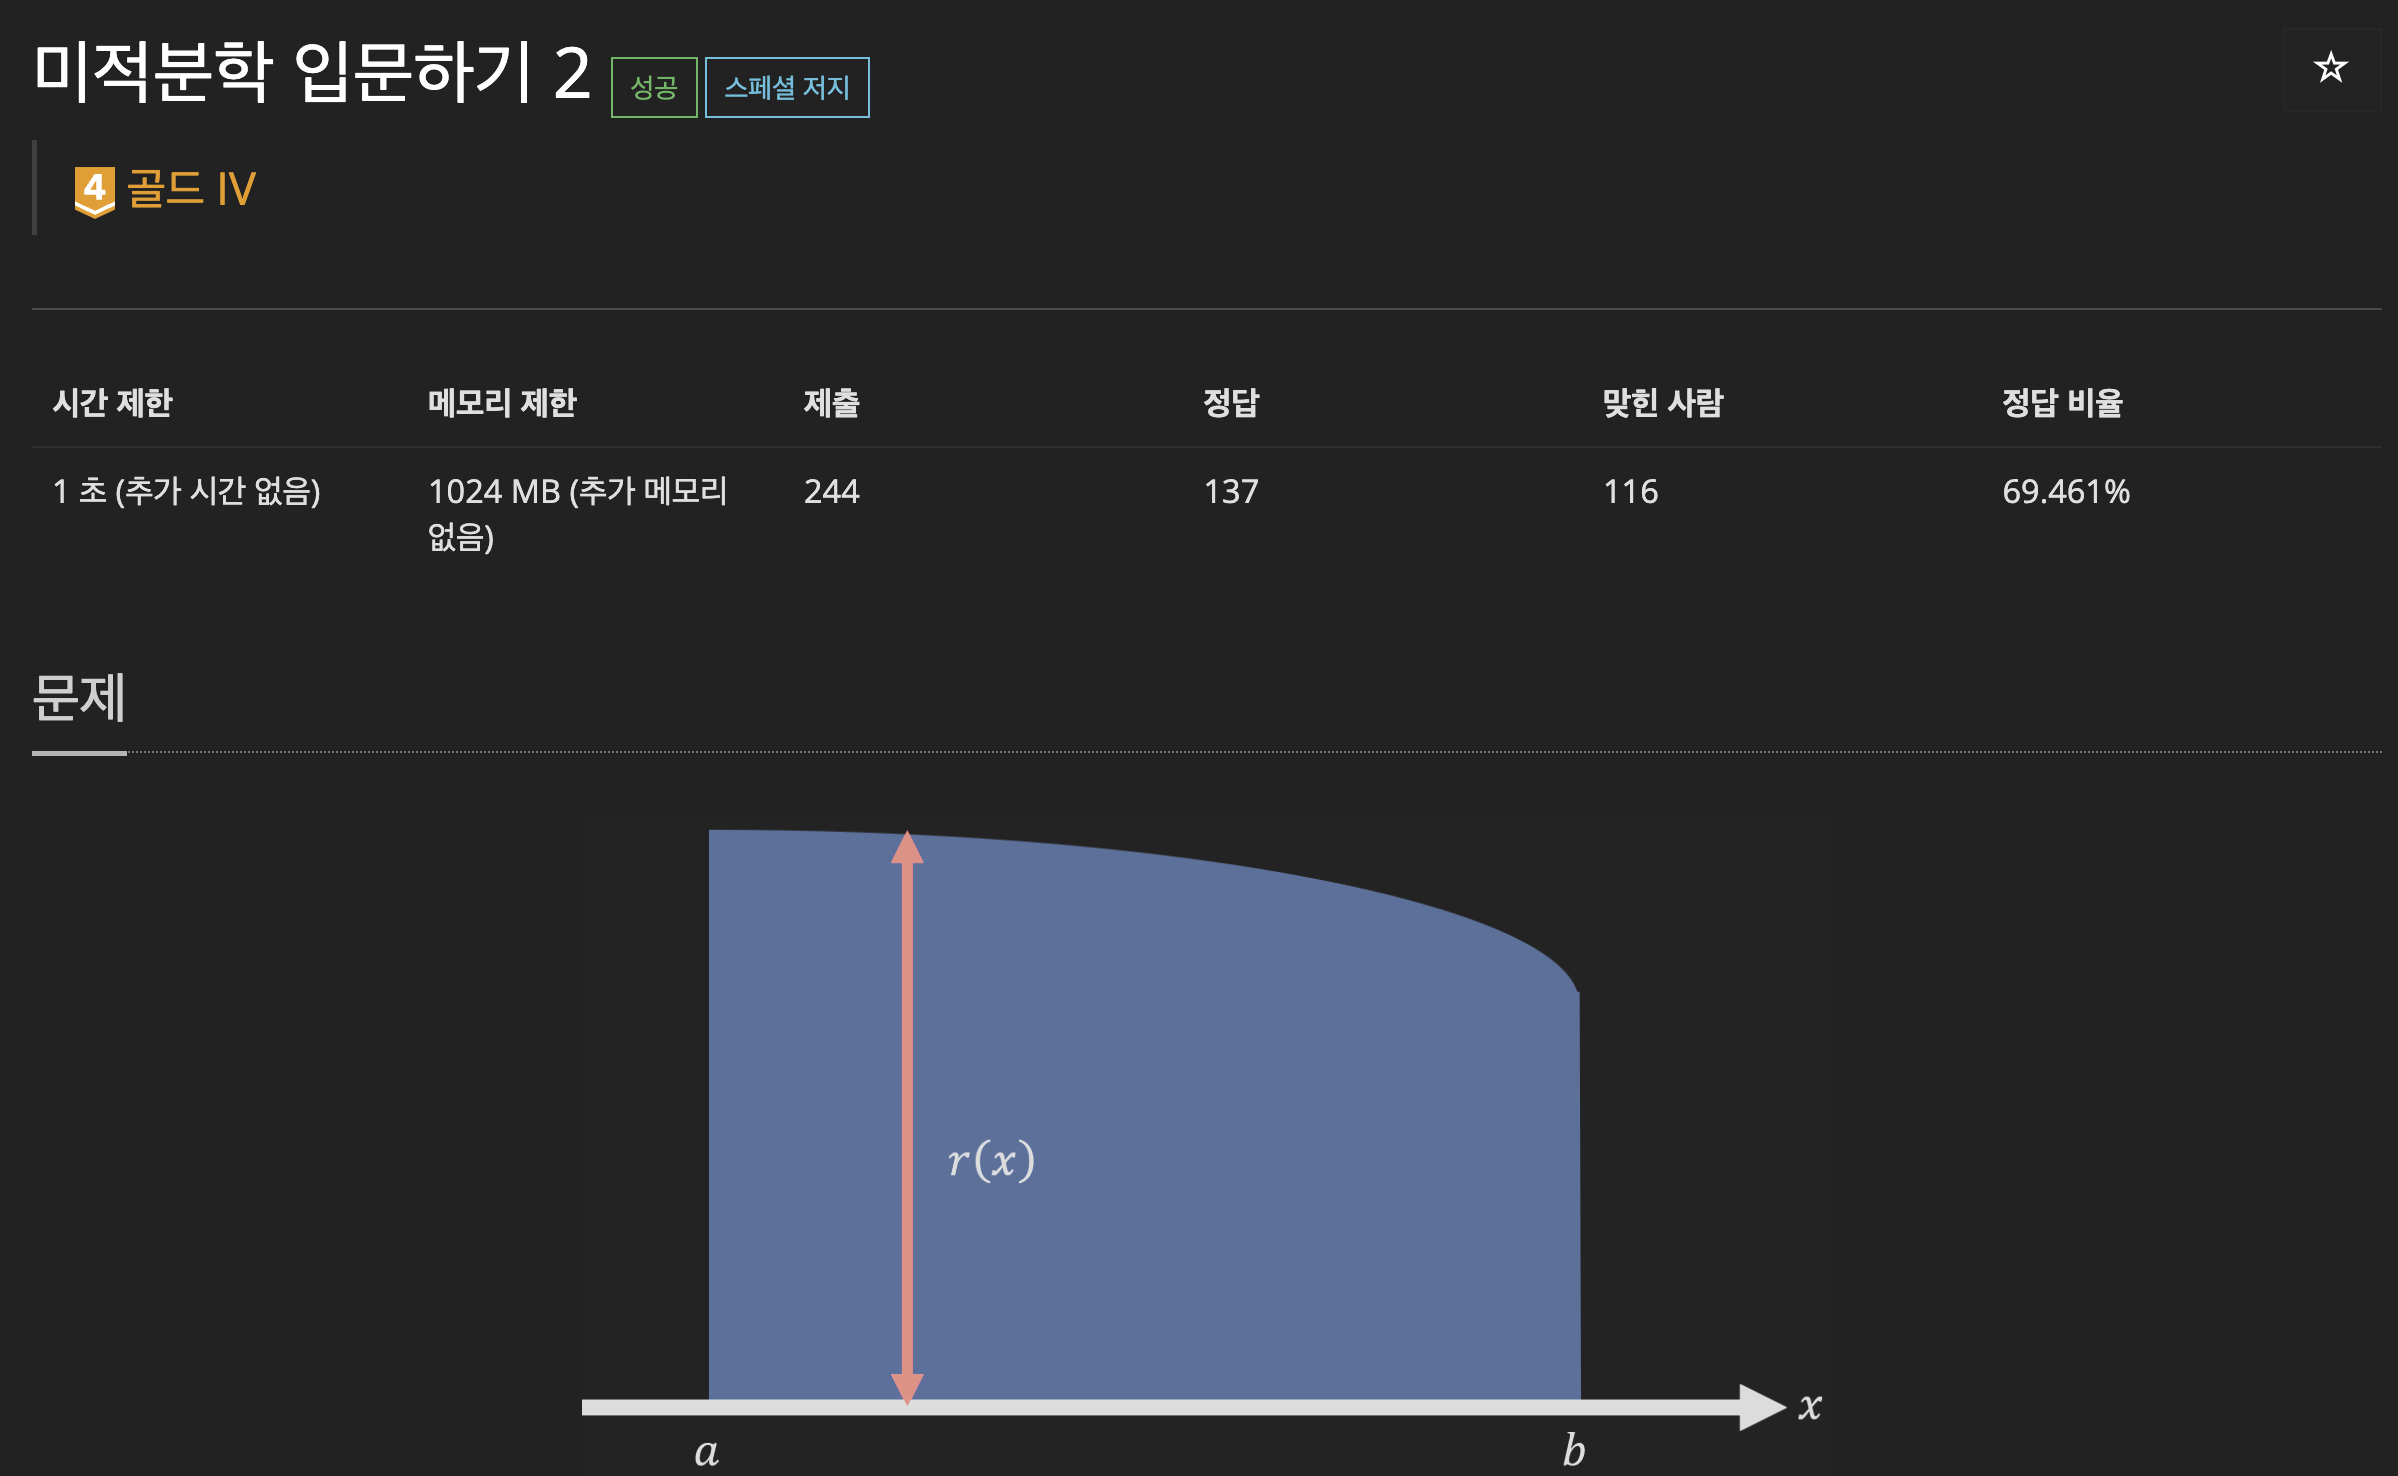 미적분학 입문하기 2 성공 스페셜 저지
4 골드 IV
시간 제한 메모리 제한 제출 정답 맞힌 사람 정답 비율
1 초 (추가 시간 없음) 1024 MB (추가 메모리 없음) 244 137 116 69.461%
문제
r(x)
x
a b